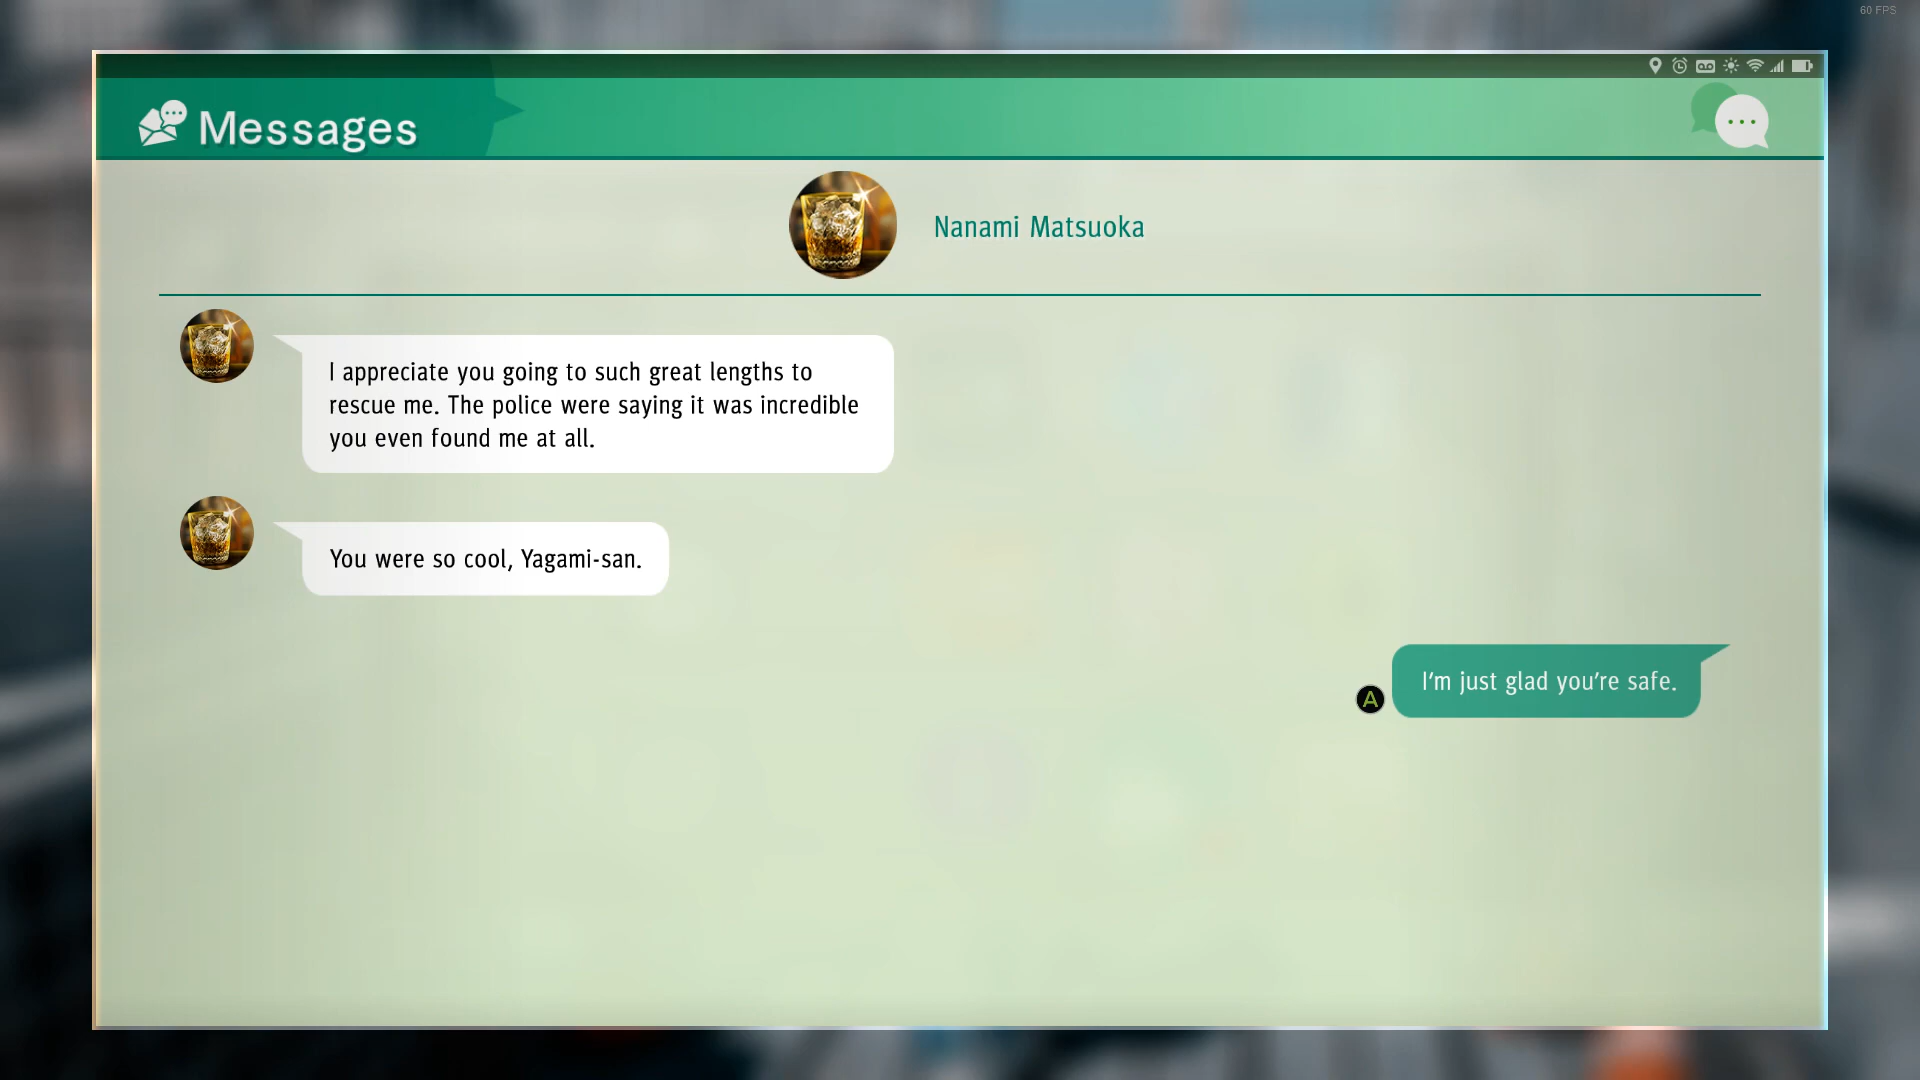 60 FPS
Messages
Nanami Matsuoka
I appreciate you going to such great lengths to
rescue me. The police were saying it was incredible
you even found me at all.
You were so cool, Yagami-san.
I'm just glad you're safe.
A